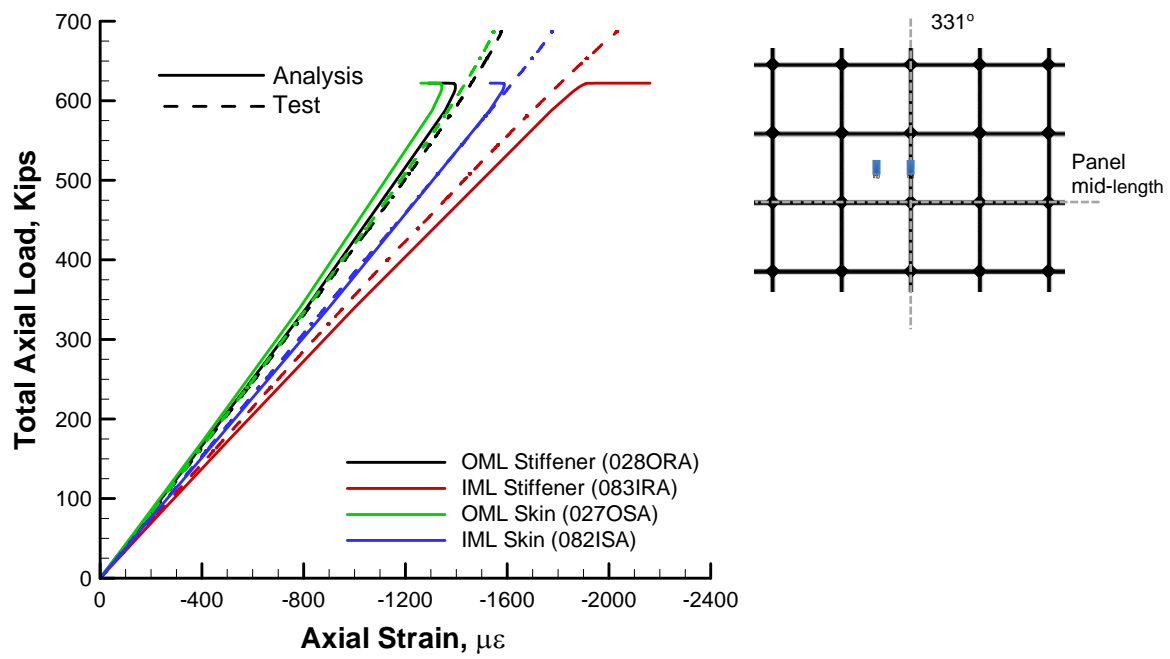 700
600
500
400
300
200
100
0
Total Axial Load, Kips
Analysis
Test
OML Stiffener (028ORA)
IML Stiffener (083IRA)
OML Skin (027OSA)
IML Skin (082ISA)
0 -400 -800 -1200 -1600 -2000 -2400
Axial Strain, με
331°
Panel
mid-length